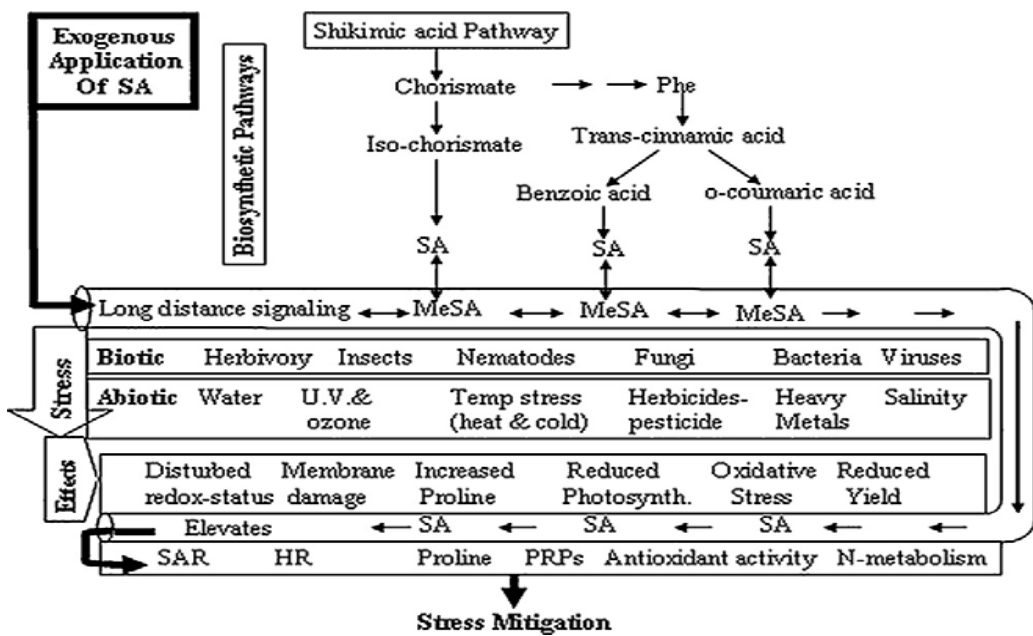 Exogenous
Application
Of SA
Biosynthetic Pathways
Shikimic acid Pathway
Chorismate
Phe
Iso-chorismate
Trans-cinnamic acid
Benzoic acid
o-coumaric acid
SA
SA
SA
Long distance signaling
MeSA
MeSA
MeSA
Stress
Biotic
Herbivory
Insects
Nematodes
Fungi
Bacteria
Viruses
Abiotic
Water
U.V.&
ozone
Temp stress
(heat & cold)
Herbicides-
pesticide
Heavy
Metals
Salinity
Effects
Disturbed
redox-status
Membrane
damage
Increased
Proline
Reduced
Photosynth.
Oxidative
Stress
Reduced
Yield
Elevates
SA
SA
SA
SAR
HR
Proline
PRPs
Antioxidant activity
N-metabolism
Stress Mitigation